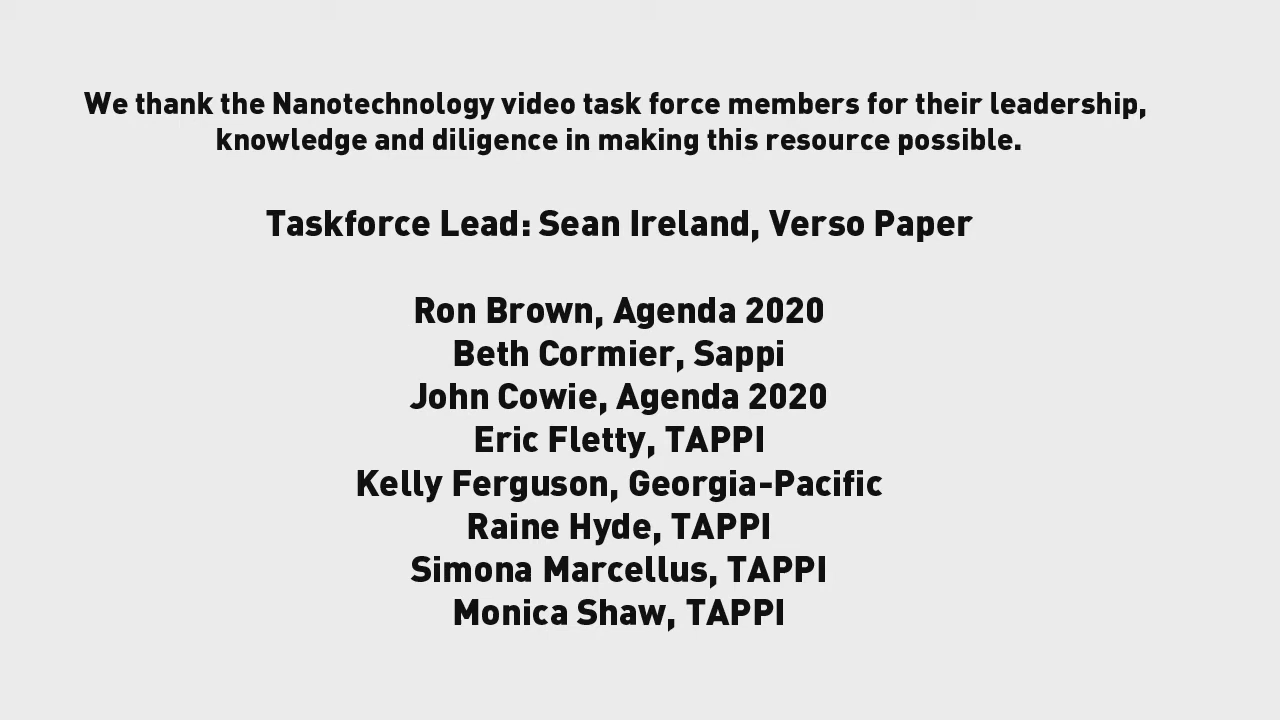 We thank the Nanotechnology video task force members for their leadership,
knowledge and diligence in making this resource possible.
Taskforce Lead: Sean Ireland, Verso Paper
Ron Brown, Agenda 2020
Beth Cormier, Sappi
John Cowie, Agenda 2020
Eric Fletty, TAPPI
Kelly Ferguson, Georgia-Pacific
Raine Hyde, TAPPI
Simona Marcellus, TAPPI
Monica Shaw, TAPPI